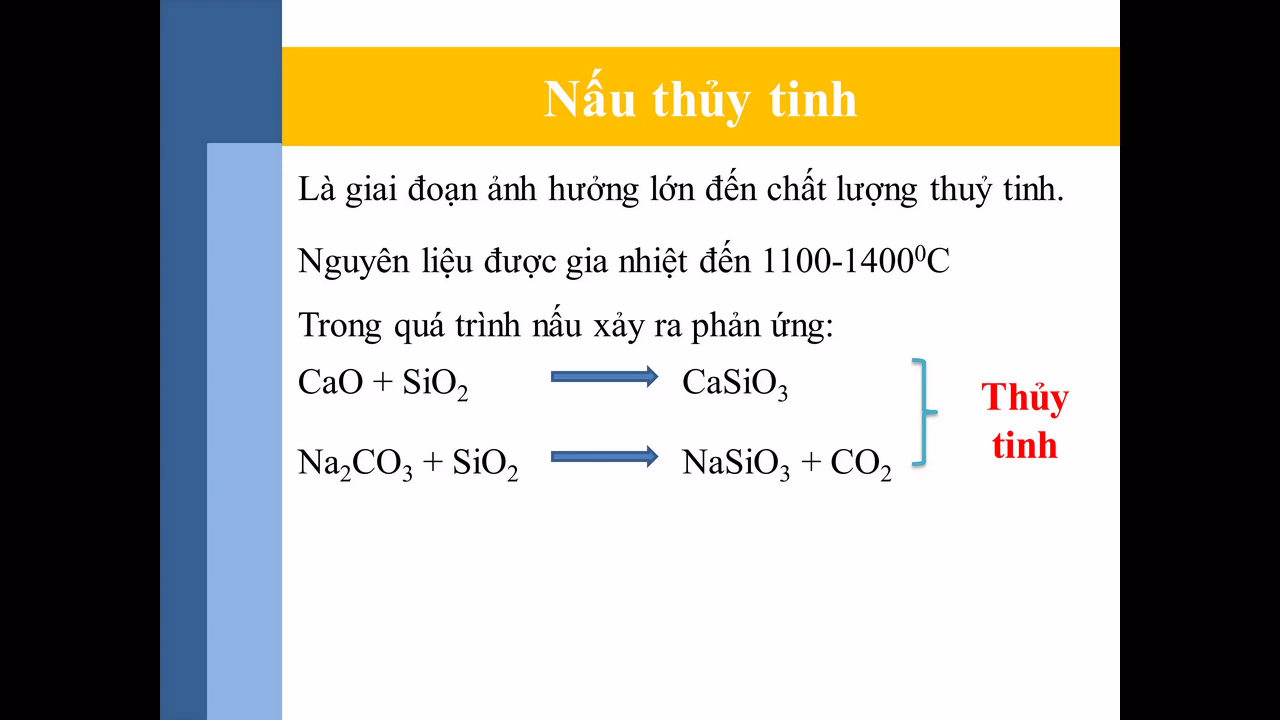 Nấu thủy tinh
Là giai đoạn ảnh hưởng lớn đến chất lượng thuỷ tinh.
Nguyên liệu được gia nhiệt đến 1100-1400⁰C
Trong quá trình nấu xảy ra phản ứng:
CaO + SiO₂ CaSiO₃
Na₂CO₃ + SiO₂ NaSiO₃ + CO₂
Thủy
tinh